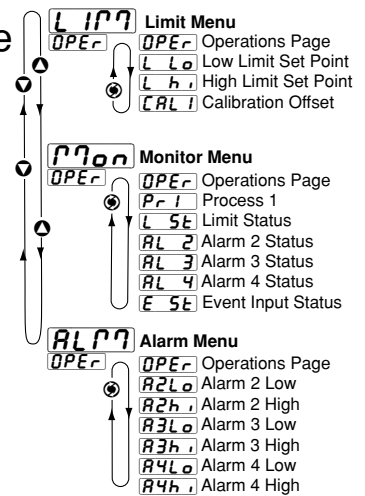 e
LIM Limit Menu
OPEr OPEr Operations Page
L Lo Low Limit Set Point
L hi High Limit Set Point
CAL1 Calibration Offset
Mon Monitor Menu
OPEr OPEr Operations Page
Pr1 Process 1
L St Limit Status
AL 2 Alarm 2 Status
AL 3 Alarm 3 Status
AL 4 Alarm 4 Status
E St Event Input Status
ALM Alarm Menu
OPEr OPEr Operations Page
A2Lo Alarm 2 Low
A2hi Alarm 2 High
A3Lo Alarm 3 Low
A3hi Alarm 3 High
A4Lo Alarm 4 Low
A4hi Alarm 4 High